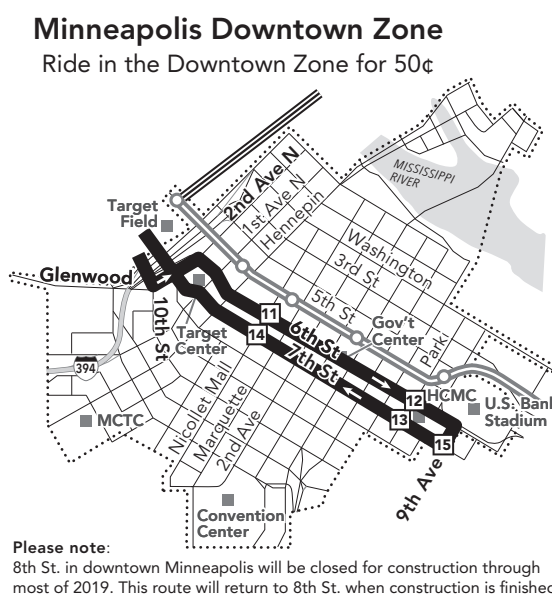 Minneapolis Downtown Zone
Ride in the Downtown Zone for 50¢
MISSISSIPPI
RIVER
2nd Ave N
1st Ave N
Hennepin
Target
Field
Washington
3rd St
5th St
Glenwood
10th St
11
6th St
Gov't
Center
Park
Target
Center
14
7th St
394
HCMC
12
13
U.S. Bank
Stadium
MCTC
Nicollet Mall
Marquette
2nd Ave
15
9th Ave
Convention
Center
Please note:
8th St. in downtown Minneapolis will be closed for construction through
most of 2019. This route will return to 8th St. when construction is finished